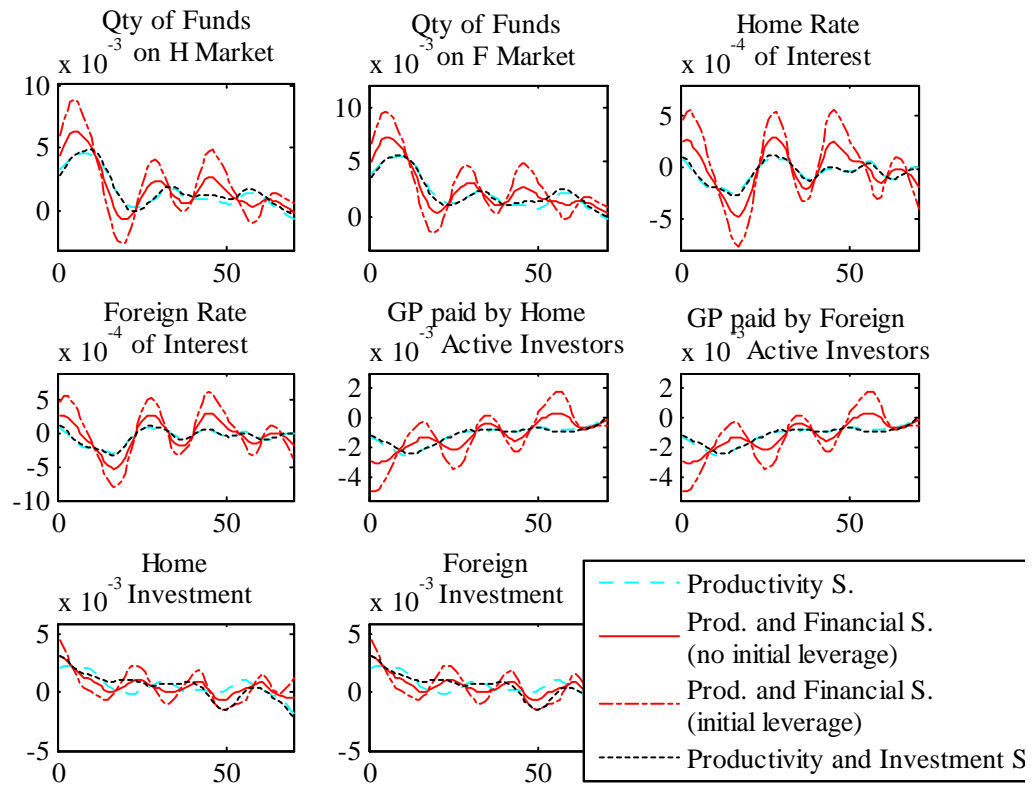 Qty of Funds
x 10 -3 on H Market
10
5
0
0 50
Qty of Funds
x 10 -3 on F Market
10
5
0
0 50
Home Rate
x 10 -4 of Interest
5
0
-5
0 50
Foreign Rate
x 10 -4 of Interest
5
0
-5
-10
0 50
GP paid by Home
x 10 -3 Active Investors
2
0
-2
-4
0 50
GP paid by Foreign
x 10 -3 Active Investors
2
0
-2
-4
0 50
Home
x 10 -3 Investment
5
0
-5
0 50
Foreign
x 10 -3 Investment
5
0
-5
0 50
Productivity S.
Prod. and Financial S.
(no initial leverage)
Prod. and Financial S.
(initial leverage)
Productivity and Investment S